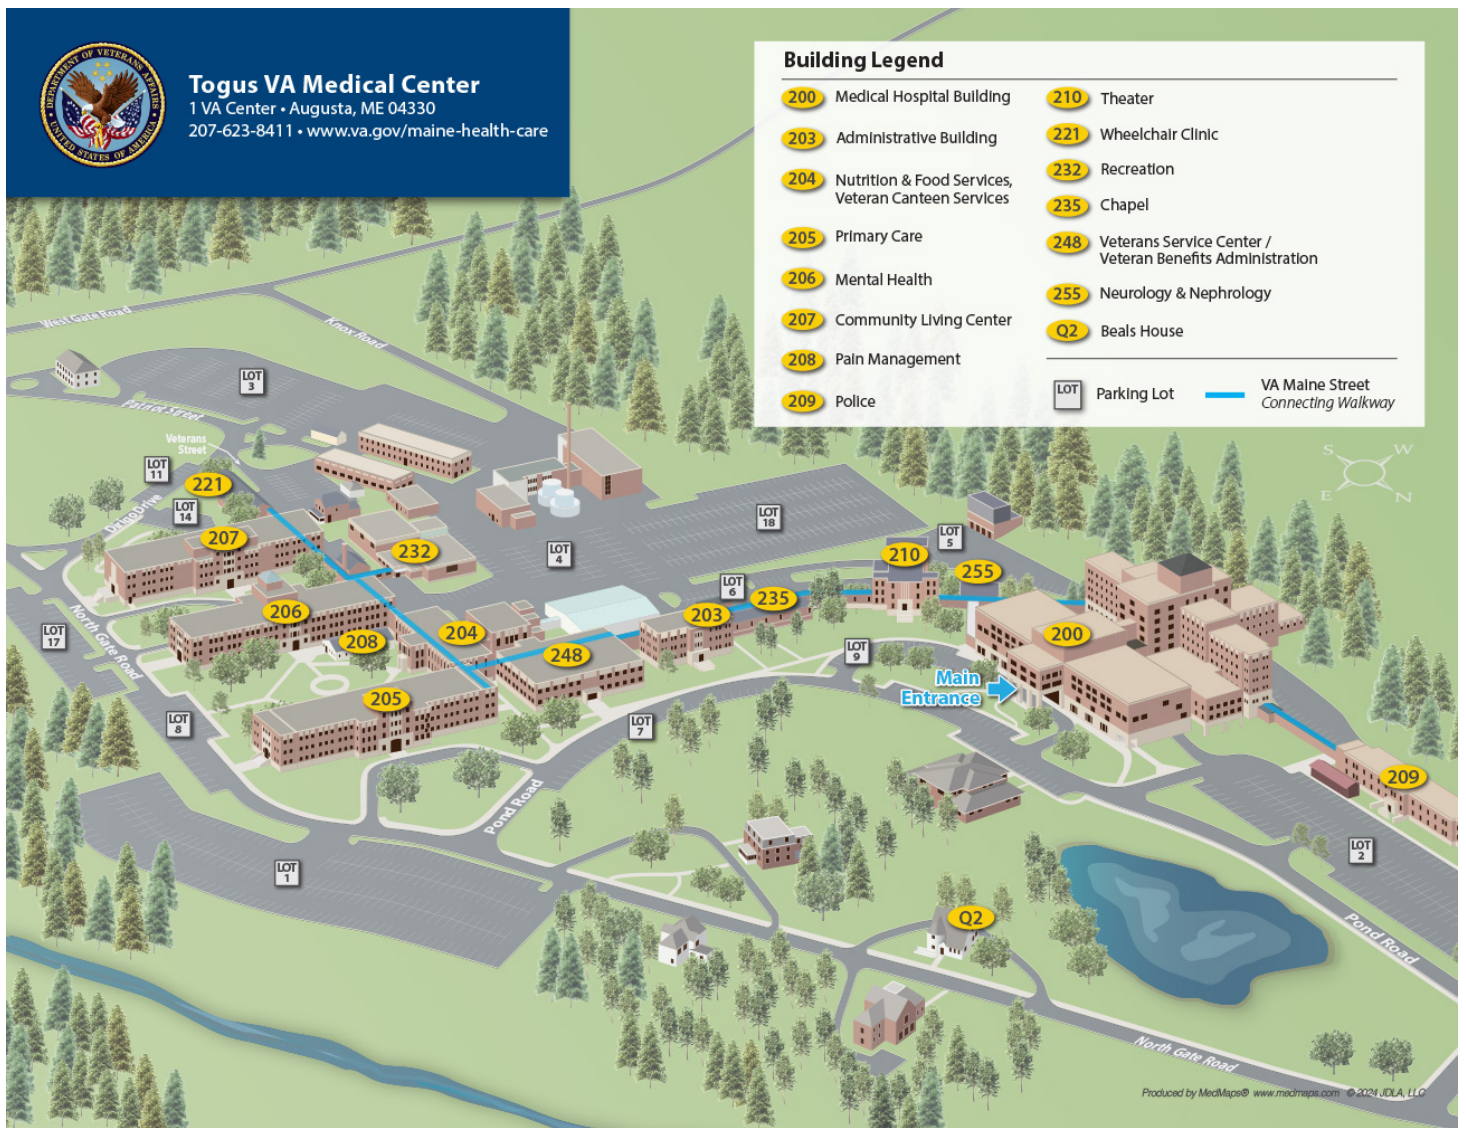 DEPARTMENT OF VETERANS AFFAIRS
UNITED STATES OF AMERICA
Togus VA Medical Center
1 VA Center • Augusta, ME 04330
207-623-8411 • www.va.gov/maine-health-care
Building Legend
200 Medical Hospital Building
203 Administrative Building
204 Nutrition & Food Services,
Veteran Canteen Services
205 Primary Care
206 Mental Health
207 Community Living Center
208 Pain Management
209 Police
210 Theater
221 Wheelchair Clinic
232 Recreation
235 Chapel
248 Veterans Service Center /
Veteran Benefits Administration
255 Neurology & Nephrology
Q2 Beals House
LOT Parking Lot
VA Maine Street
Connecting Walkway
S W
E N
West Gate Road
Knox Road
LOT
3
Patriot Street
Veterans
Street
LOT
11
221
LOT
14
Drive
207
232
LOT
4
LOT
18
210
LOT
5
255
LOT
6
235
203
206
208
204
248
LOT
17
North Gate Road
200
LOT
9
Main
Entrance
205
LOT
8
LOT
7
209
Pond Road
LOT
1
LOT
2
Q2
Pond Road
North Gate Road
Produced by MedMaps® www.medmaps.com © 2024 JDLA, LLC